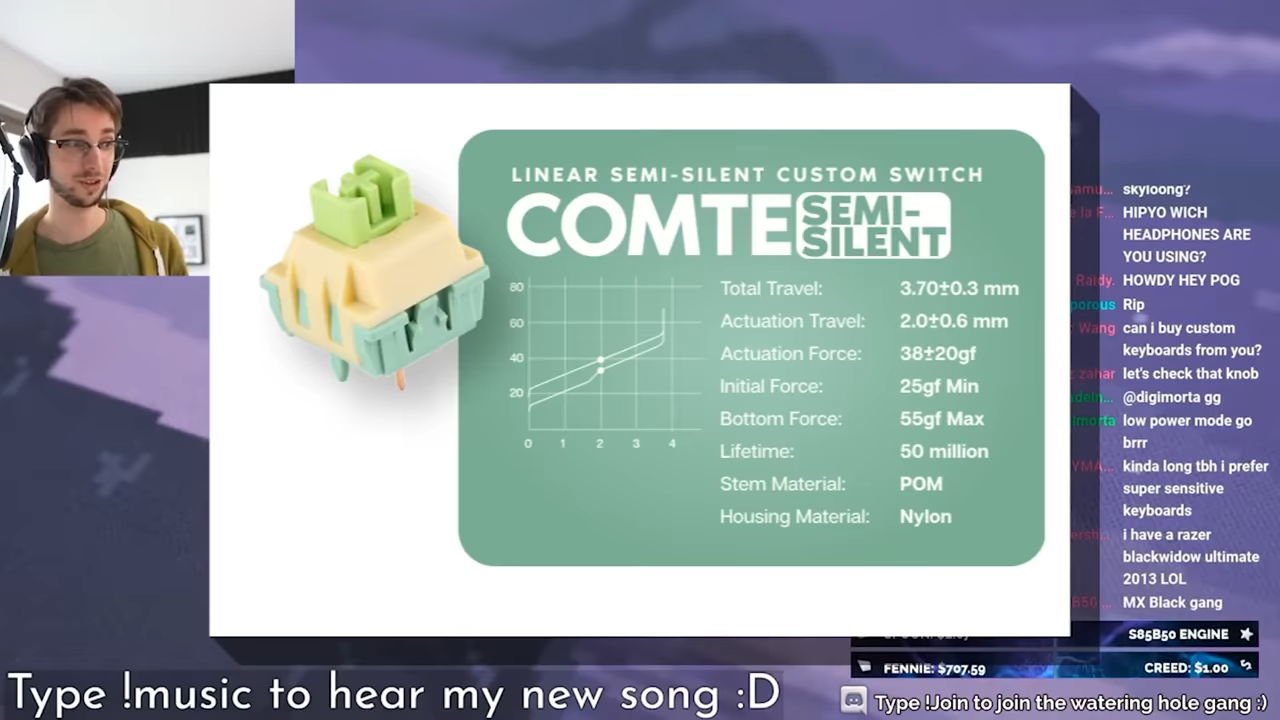 LINEAR SEMI-SILENT CUSTOM SWITCH
COMTE SEMI-
SILENT
80
60
40
20
0 1 2 3 4
Total Travel: 3.70±0.3 mm
Actuation Travel: 2.0±0.6 mm
Actuation Force: 38±20gf
Initial Force: 25gf Min
Bottom Force: 55gf Max
Lifetime: 50 million
Stem Material: POM
Housing Material: Nylon
skyloong?
HIPYO WICH
HEADPHONES ARE
YOU USING?
Raidy. HOWDY HEY POG
Rip
Wang can i buy custom
keyboards from you?
zahar let's check that knob
@digimorta gg
low power mode go
brrr
kinda long tbh i prefer
super sensitive
keyboards
i have a razer
blackwidow ultimate
2013 LOL
B50 ... MX Black gang
S85B50 ENGINE
FENNIE: $707.59 CREED: $1.00
Type !music to hear my new song :D
Type !Join to join the watering hole gang :)